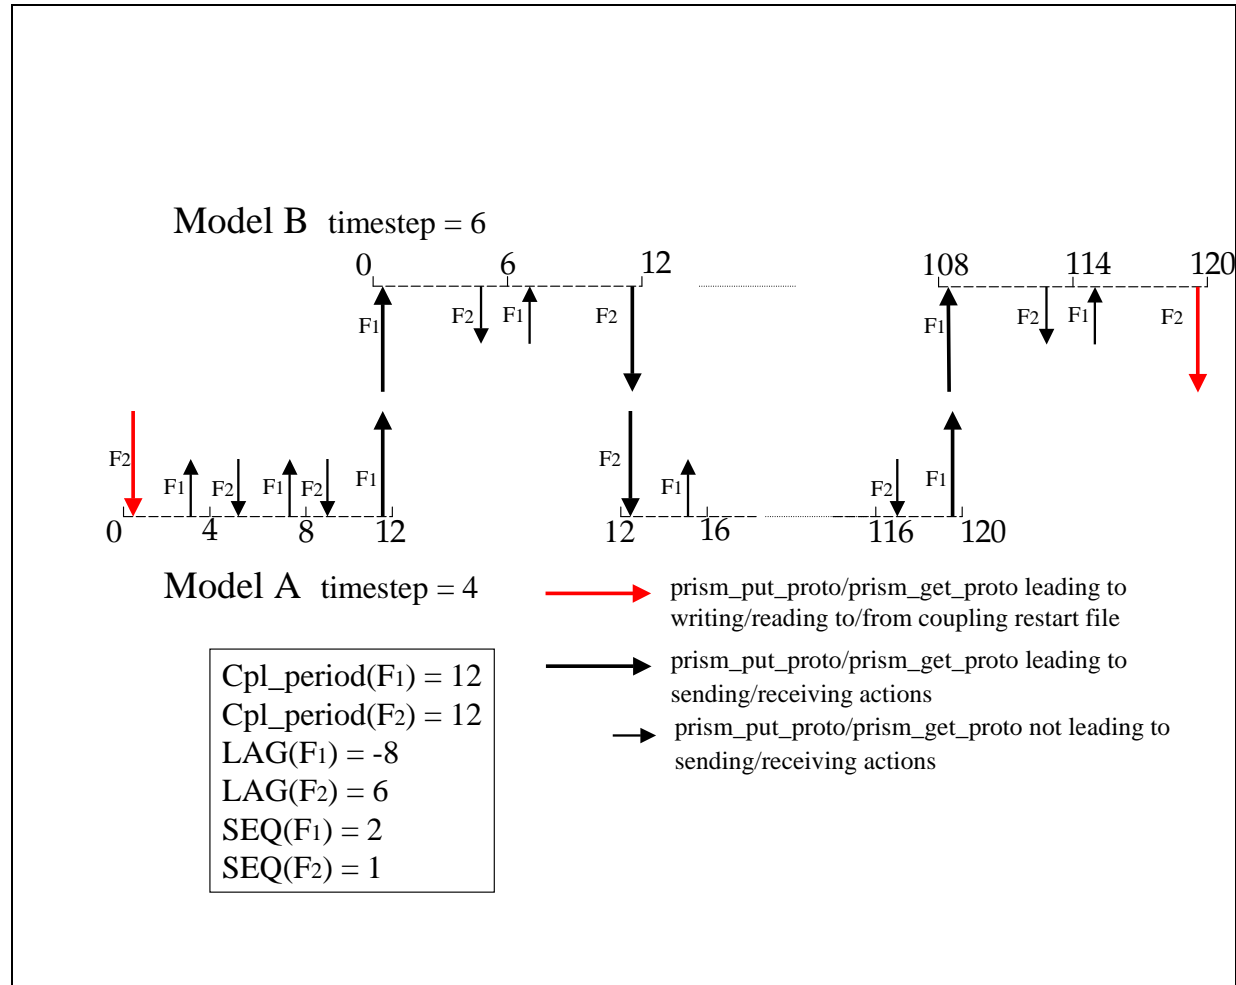 Model B timestep = 6
0 6 12 108 114 120
F1 F2 F1 F2 F1 F2 F1 F2
F2 F1 F2 F1 F2 F1 F2 F1 F2 F1
0 4 8 12 12 16 116 120
Model A timestep = 4
prism_put_proto/prism_get_proto leading to
writing/reading to/from coupling restart file
prism_put_proto/prism_get_proto leading to
sending/receiving actions
prism_put_proto/prism_get_proto not leading to
sending/receiving actions
Cpl_period(F1) = 12
Cpl_period(F2) = 12
LAG(F1) = -8
LAG(F2) = 6
SEQ(F1) = 2
SEQ(F2) = 1